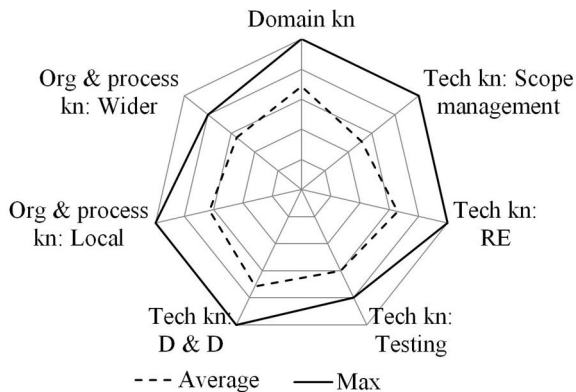 Domain kn
Org & process
kn: Wider
Tech kn: Scope
management
Org & process
kn: Local
Tech kn:
RE
Tech kn:
D & D
Tech kn:
Testing
Average
Max